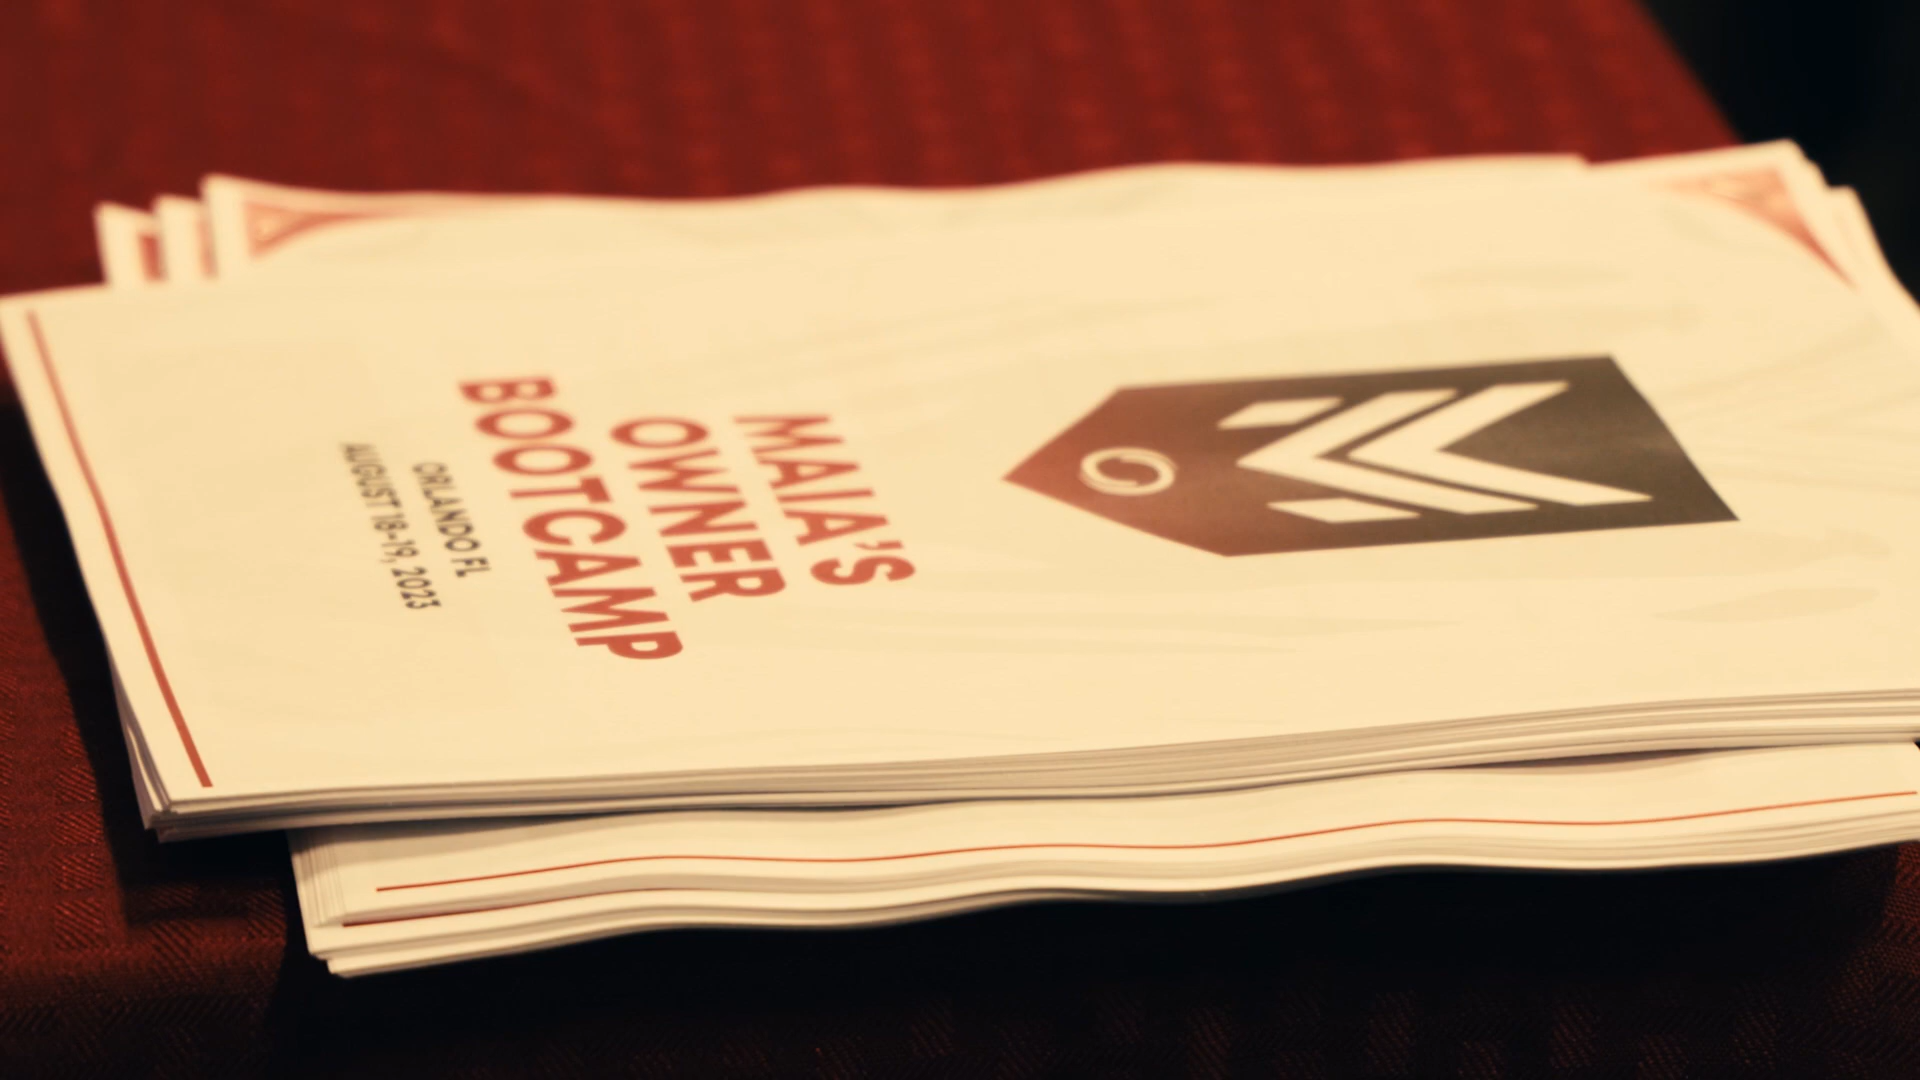 MAIA'S
OWNER
BOOTCAMP
ORLANDO FL
AUGUST 18-19, 2023